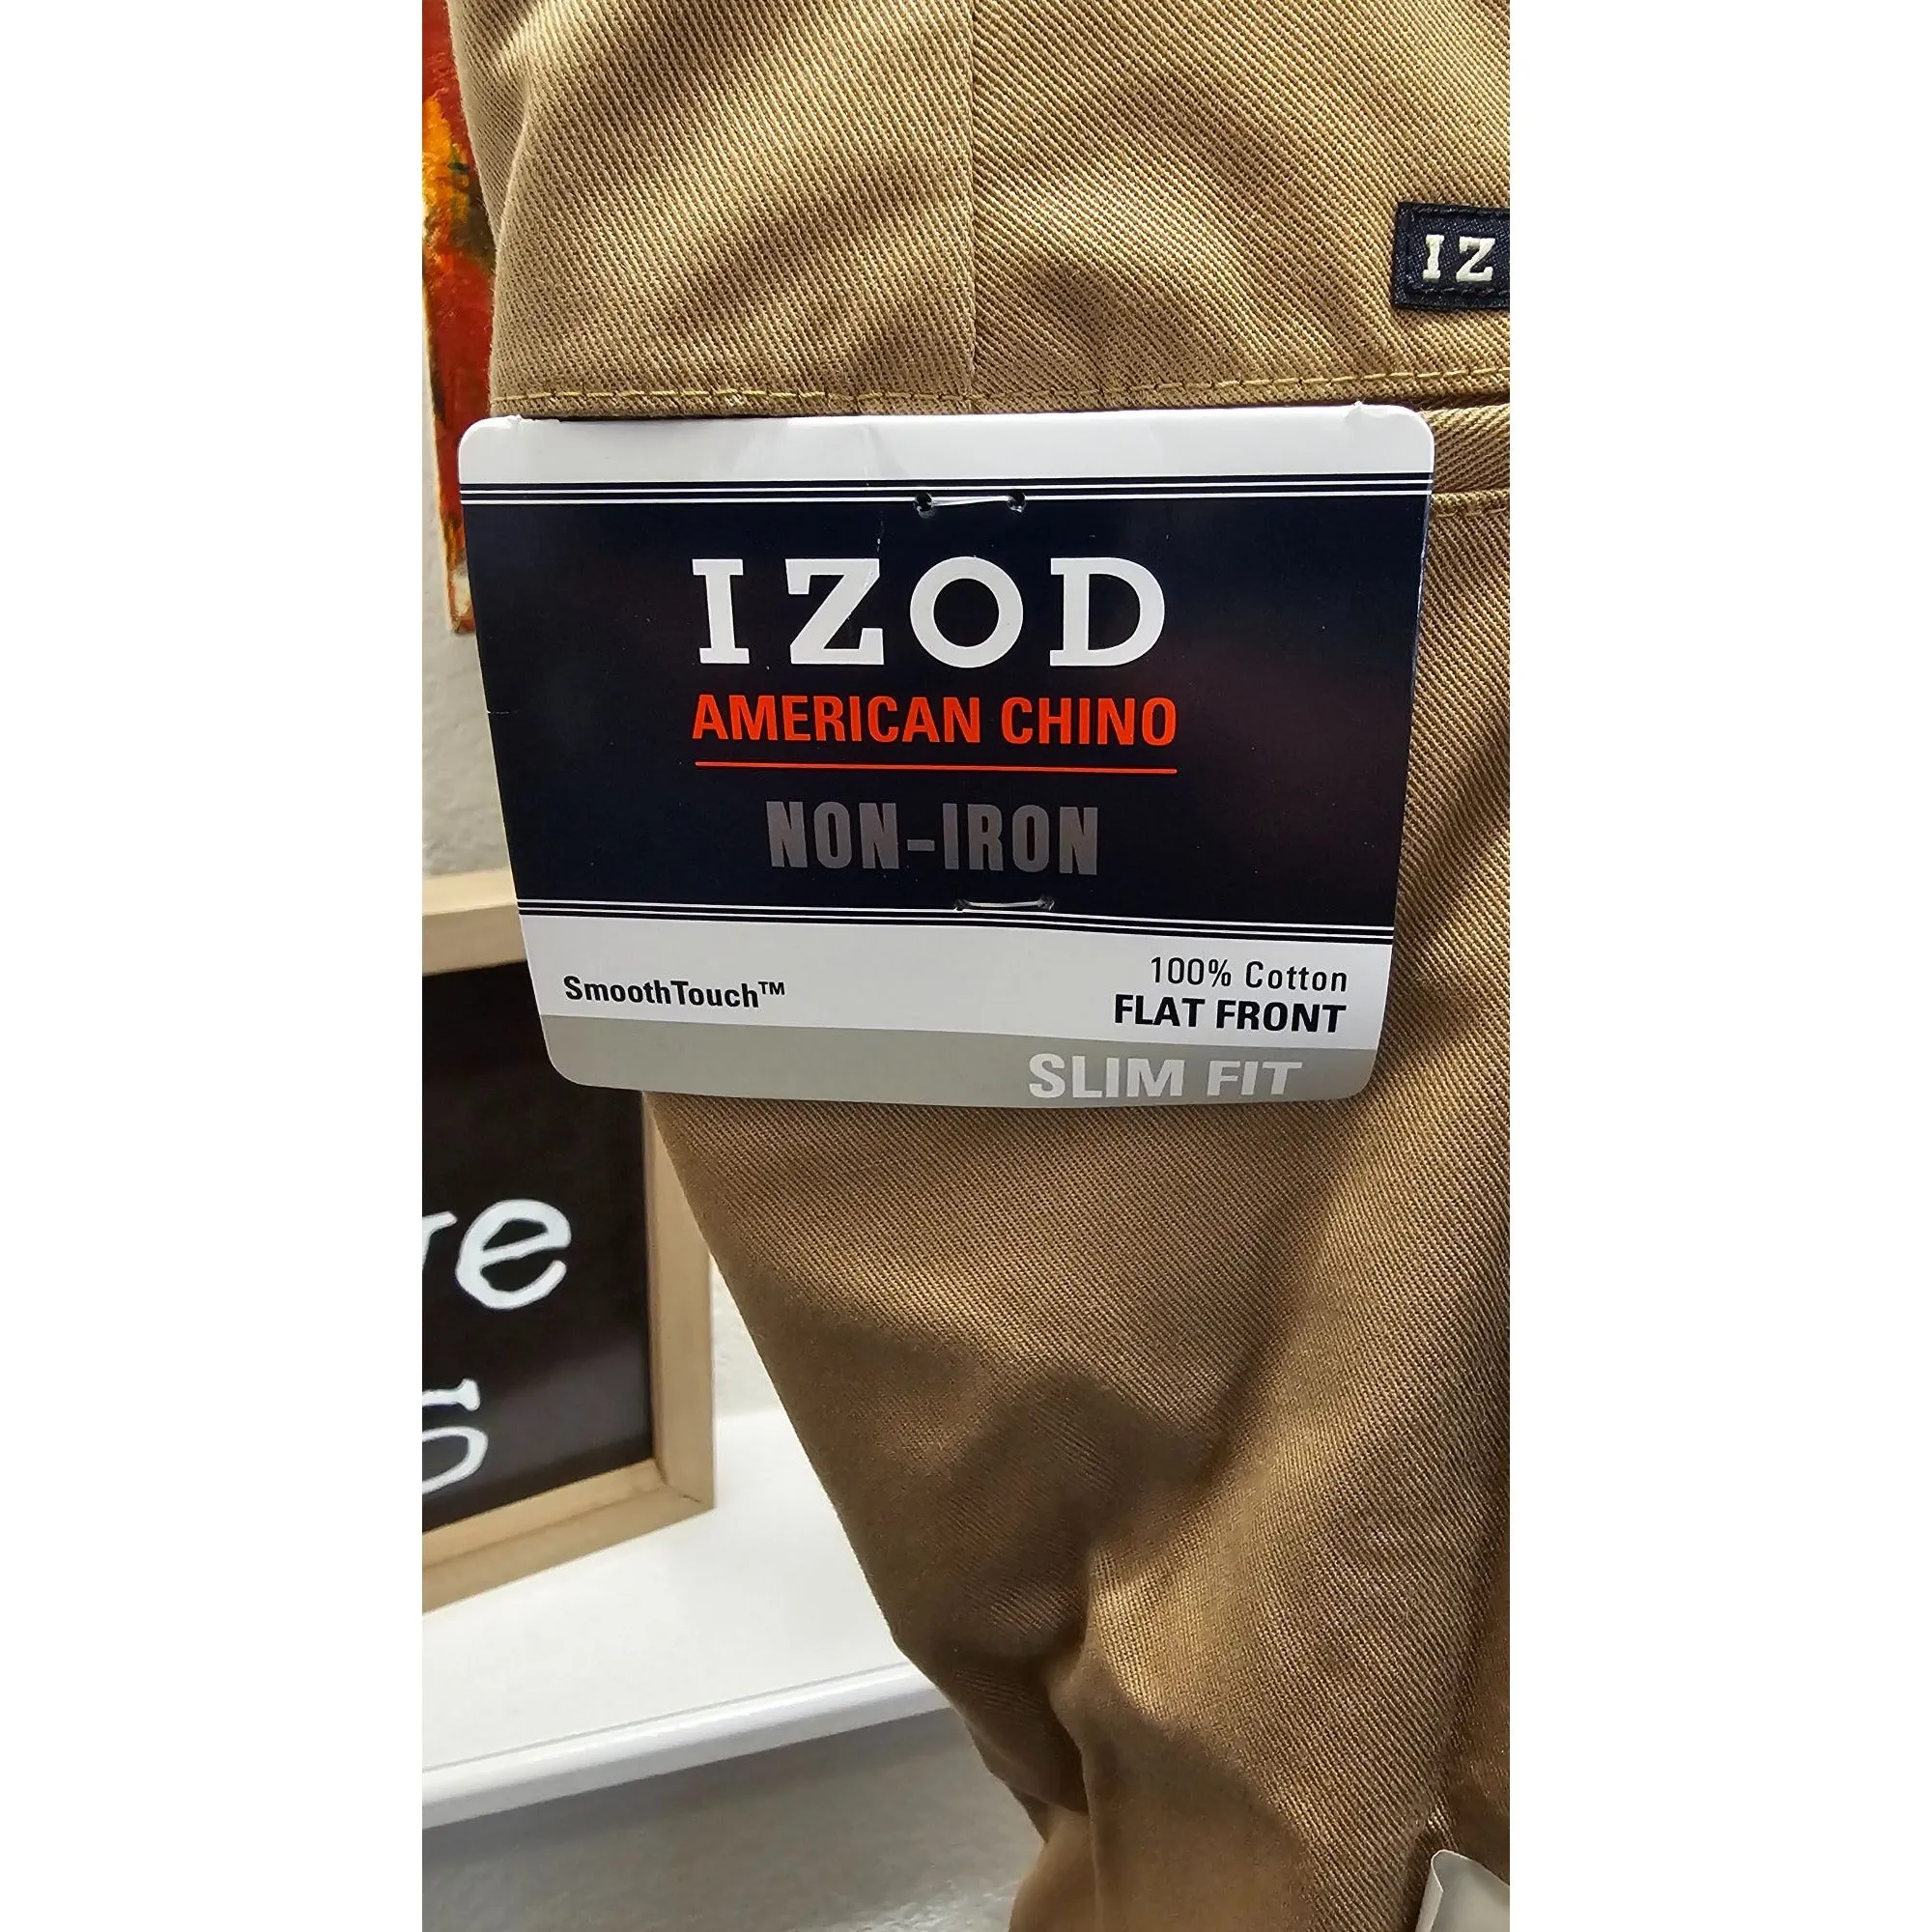 IZ
IZOD
AMERICAN CHINO
NON-IRON
SmoothTouch™
100% Cotton
FLAT FRONT
SLIM FIT